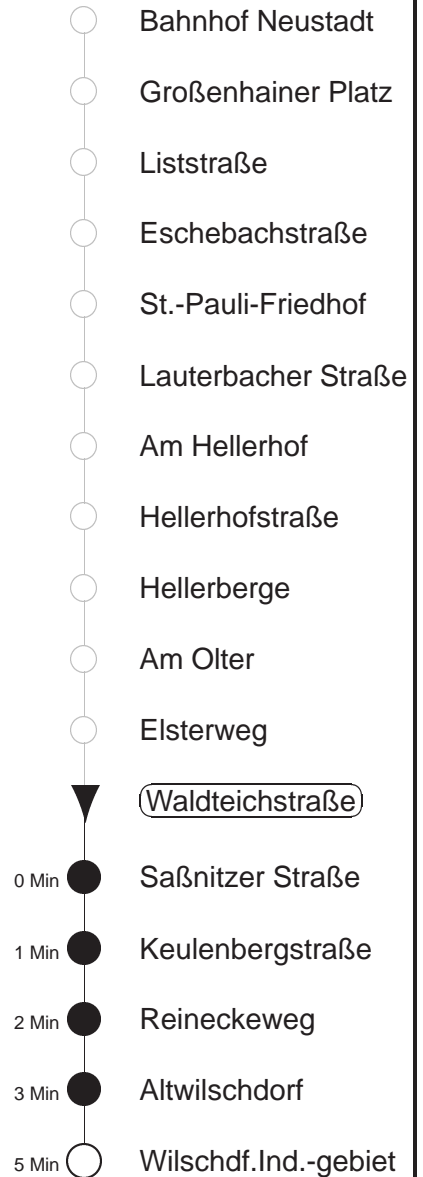 Bahnhof Neustadt
Großenhainer Platz
Liststraße
Eschebachstraße
St.-Pauli-Friedhof
Lauterbacher Straße
Am Hellerhof
Hellerhofstraße
Hellerberge
Am Olter
Elsterweg
Waldteichstraße
0 Min Saßnitzer Straße
1 Min Keulenbergstraße
2 Min Reineckeweg
3 Min Altwilschdorf
5 Min Wilschdf.Ind.-gebiet